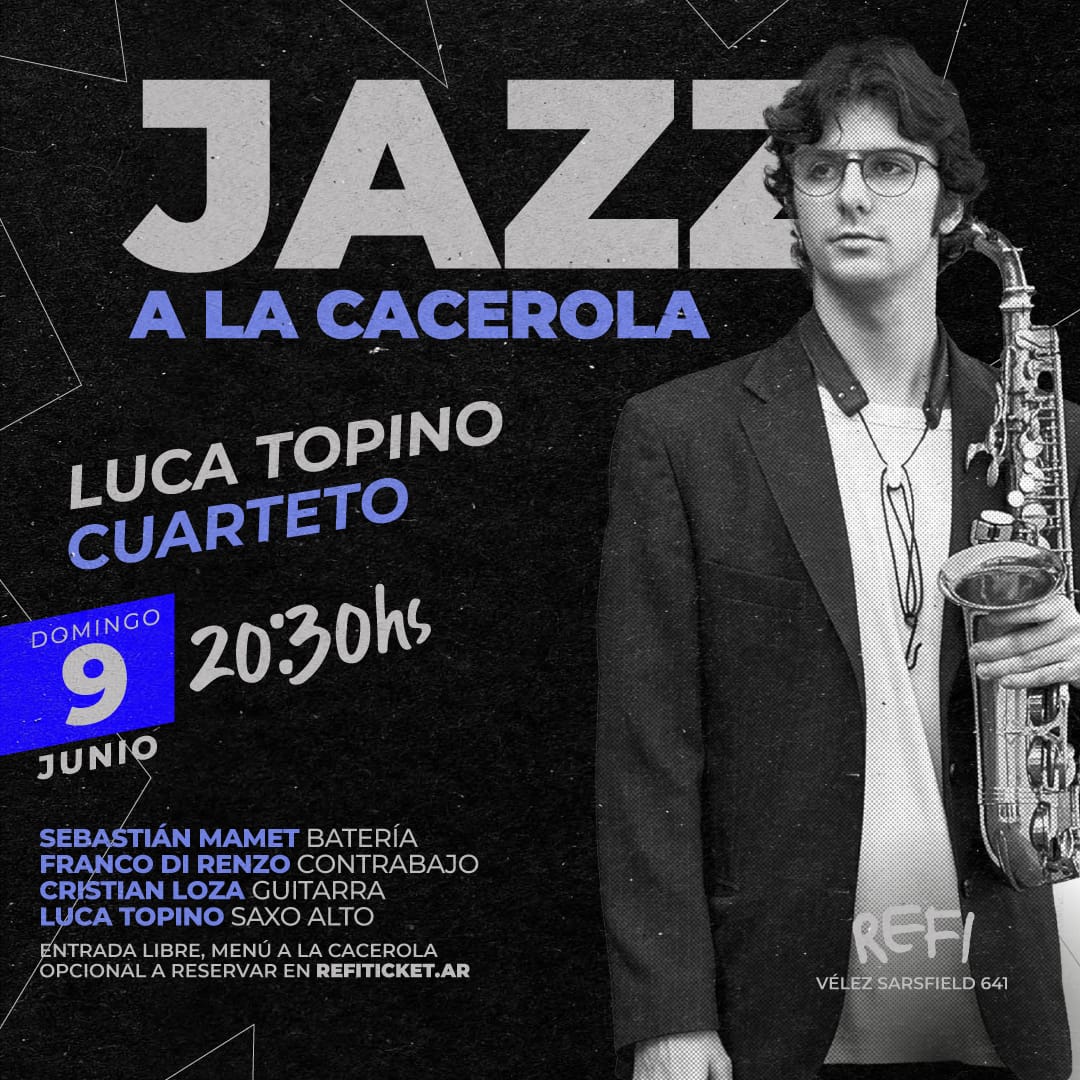 JAZZ
A LA CACEROLA
LUCA TOPINO
CUARTETO
DOMINGO
9
JUNIO
20:30hs
SEBASTIÁN MAMET BATERÍA
FRANCO DI RENZO CONTRABAJO
CRISTIAN LOZA GUITARRA
LUCA TOPINO SAXO ALTO
ENTRADA LIBRE, MENÚ A LA CACEROLA
OPCIONAL A RESERVAR EN REFITICKET.AR
REFI
VÉLEZ SARSFIELD 641